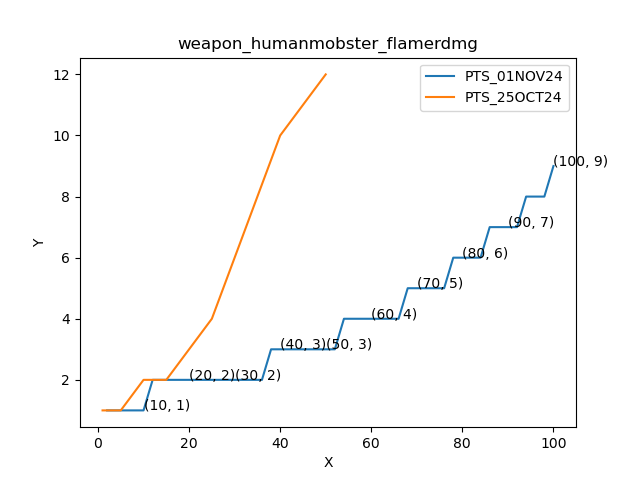 weapon_humanmobster_flamerdmg
PTS_01NOV24
PTS_25OCT24
12
10
8
6
4
2
Y
(100, 9)
(90, 7)
(80, 6)
(70, 5)
(60, 4)
(40, 3)(50, 3)
(20, 2)(30, 2)
(10, 1)
0 20 40 60 80 100
X